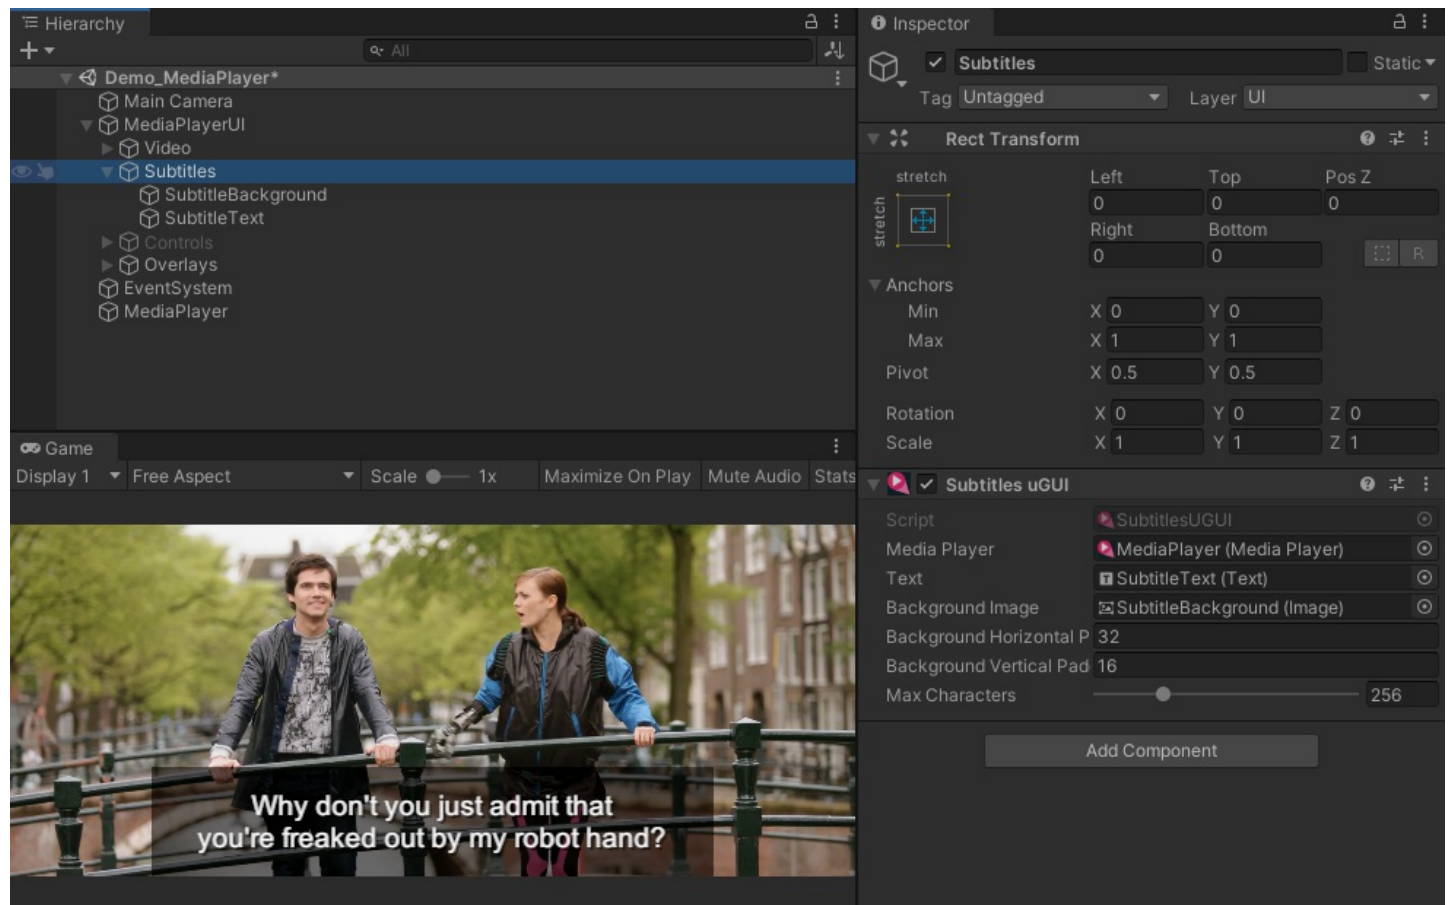 Hierarchy
All
Demo_MediaPlayer*
Main Camera
MediaPlayerUI
Video
Subtitles
SubtitleBackground
SubtitleText
Controls
Overlays
EventSystem
MediaPlayer
Game
Display 1 Free Aspect Scale 1x Maximize On Play Mute Audio Stats
Why don't you just admit that
you're freaked out by my robot hand?
Inspector
Subtitles Static
Tag Untagged Layer UI
Rect Transform
stretch Left Top Pos Z
stretch 0 0 0
Right Bottom
0 0 R
Anchors
Min X 0 Y 0
Max X 1 Y 1
Pivot X 0.5 Y 0.5
Rotation X 0 Y 0 Z 0
Scale X 1 Y 1 Z 1
Subtitles uGUI
Script SubtitlesUGUI
Media Player MediaPlayer (Media Player)
Text SubtitleText (Text)
Background Image SubtitleBackground (Image)
Background Horizontal P 32
Background Vertical Pad 16
Max Characters 256
Add Component